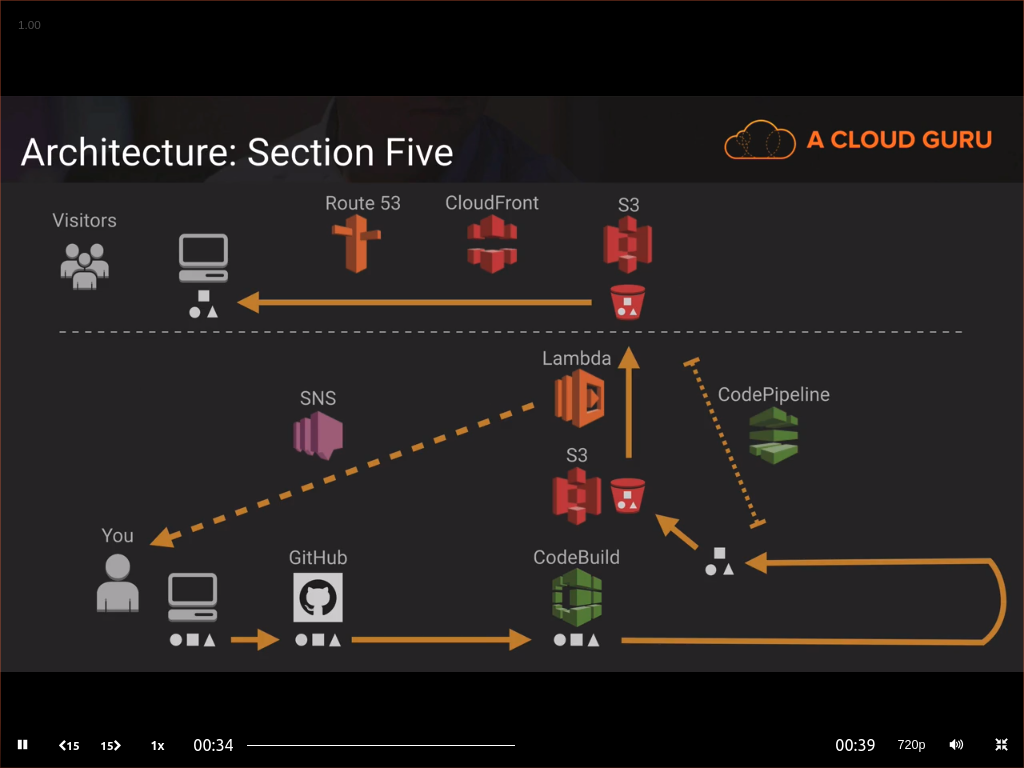 1.00
Architecture: Section Five
A CLOUD GURU
Visitors
Route 53
CloudFront
S3
Lambda
SNS
CodePipeline
S3
You
GitHub
CodeBuild
15
15
1x
00:34
00:39
720p